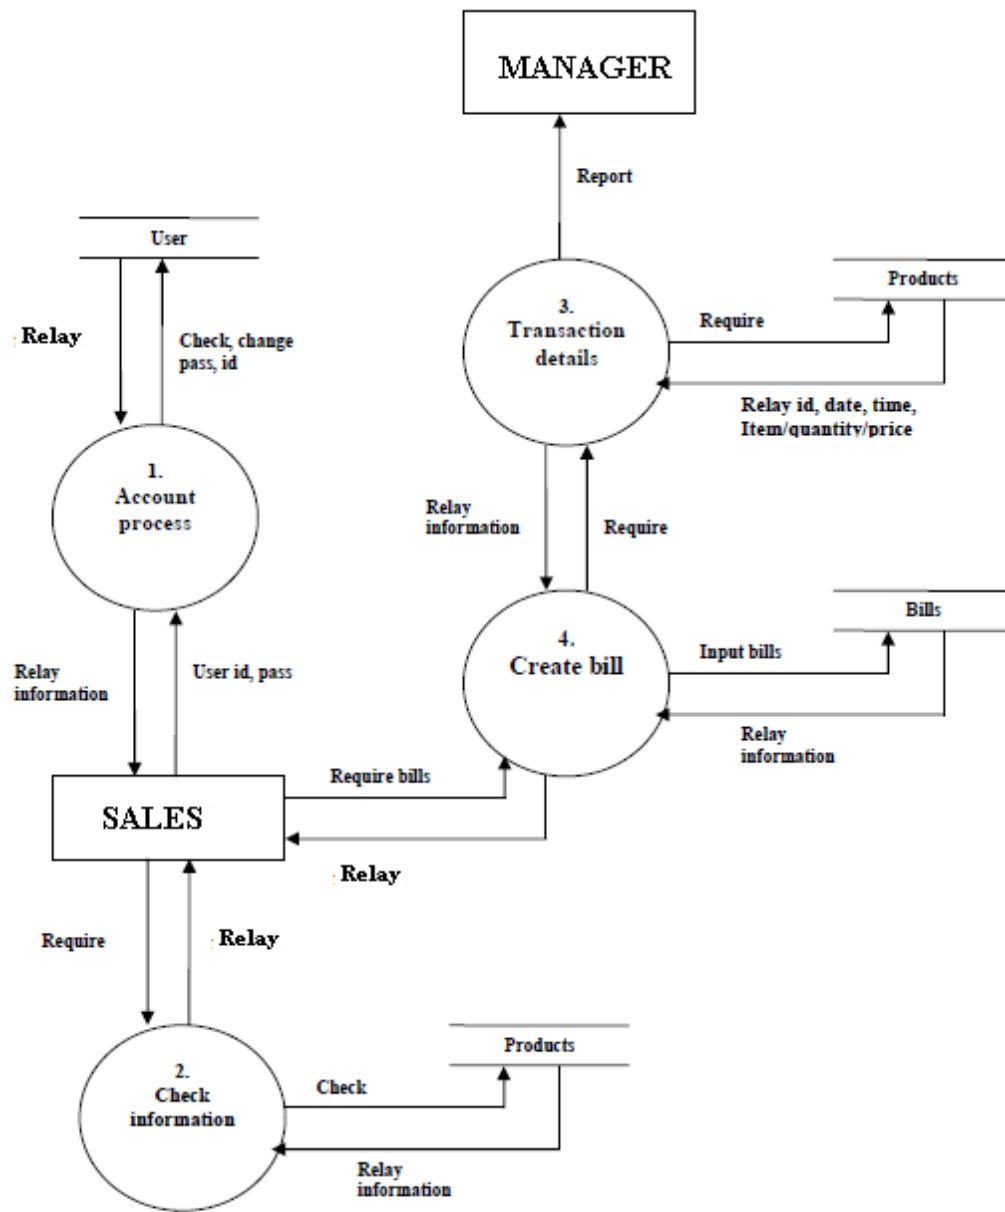 MANAGER
Report
User
: Relay
Check, change
pass, id
3.
Transaction
details
Require
Products
Relay id, date, time,
Item/quantity/price
1.
Account
process
Relay
information
Require
Relay
information
User id, pass
4.
Create bill
Input bills
Bills
Relay
information
SALES
Require bills
: Relay
Require
: Relay
2.
Check
information
Check
Products
Relay
information